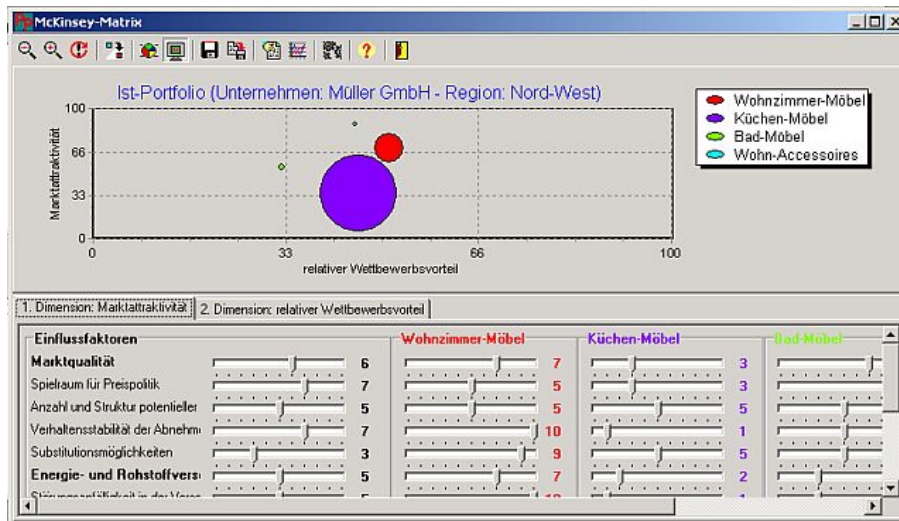 McKinsey-Matrix
Ist-Portfolio (Unternehmen: Müller GmbH - Region: Nord-West)
100
66
33
0
Marktattraktivität
0 33 66 100
relativer Wettbewerbsvorteil
Wohnzimmer-Möbel
Küchen-Möbel
Bad-Möbel
Wohn-Accessoires
1. Dimension: Marktattraktivität 2. Dimension: relativer Wettbewerbsvorteil
Einflussfaktoren Wohnzimmer-Möbel Küchen-Möbel Bad-Möbel
Marktqualität 6 7 3
Spielraum für Preispolitik 7 5 3
Anzahl und Struktur potentieller 5 5 5
Verhaltensstabilität der Abnehm 7 10 1
Substitutionsmöglichkeiten 3 9 5
Energie- und Rohstoffvers 5 7 2